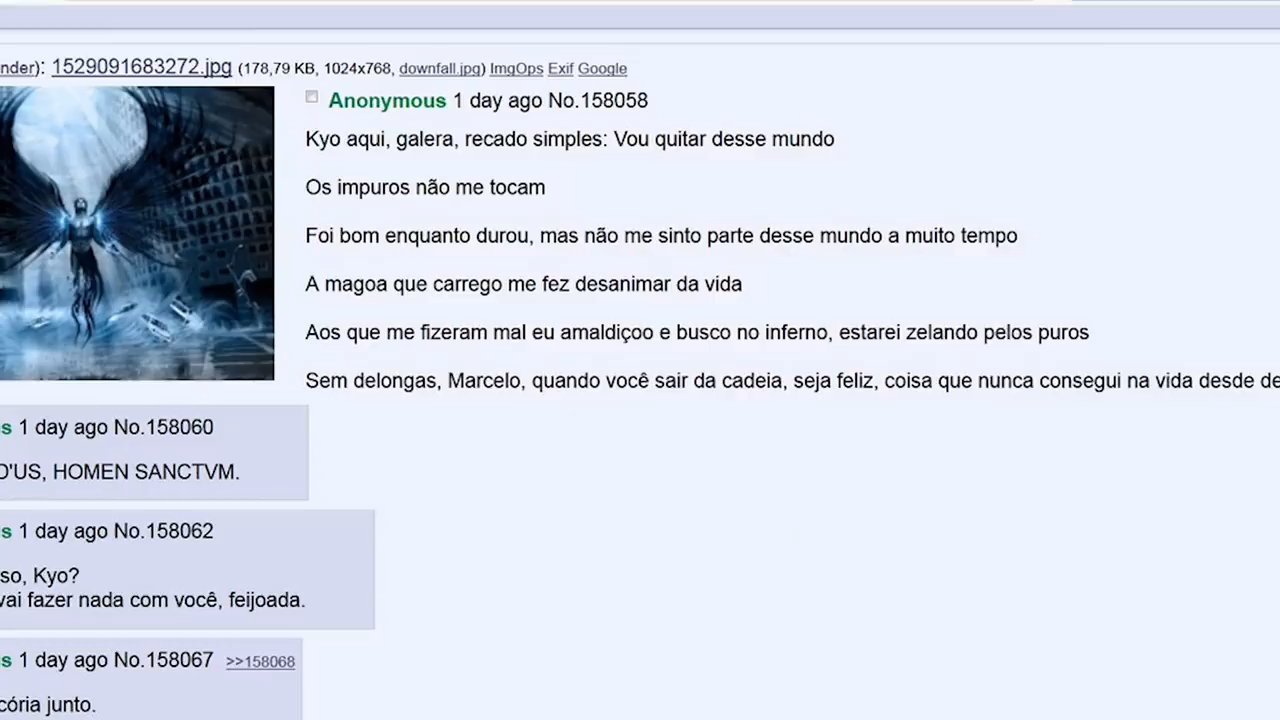 nder): 1529091683272.jpg (178,79 KB, 1024x768, downfall.jpg) ImgOps Exif Google
Anonymous 1 day ago No.158058
Kyo aqui, galera, recado simples: Vou quitar desse mundo
Os impuros não me tocam
Foi bom enquanto durou, mas não me sinto parte desse mundo a muito tempo
A magoa que carrego me fez desanimar da vida
Aos que me fizeram mal eu amaldiçoo e busco no inferno, estarei zelando pelos puros
Sem delongas, Marcelo, quando você sair da cadeia, seja feliz, coisa que nunca consegui na vida desde de
s 1 day ago No.158060
D'US, HOMEN SANCTVM.
s 1 day ago No.158062
so, Kyo?
vai fazer nada com você, feijoada.
s 1 day ago No.158067 >>158068
cória junto.